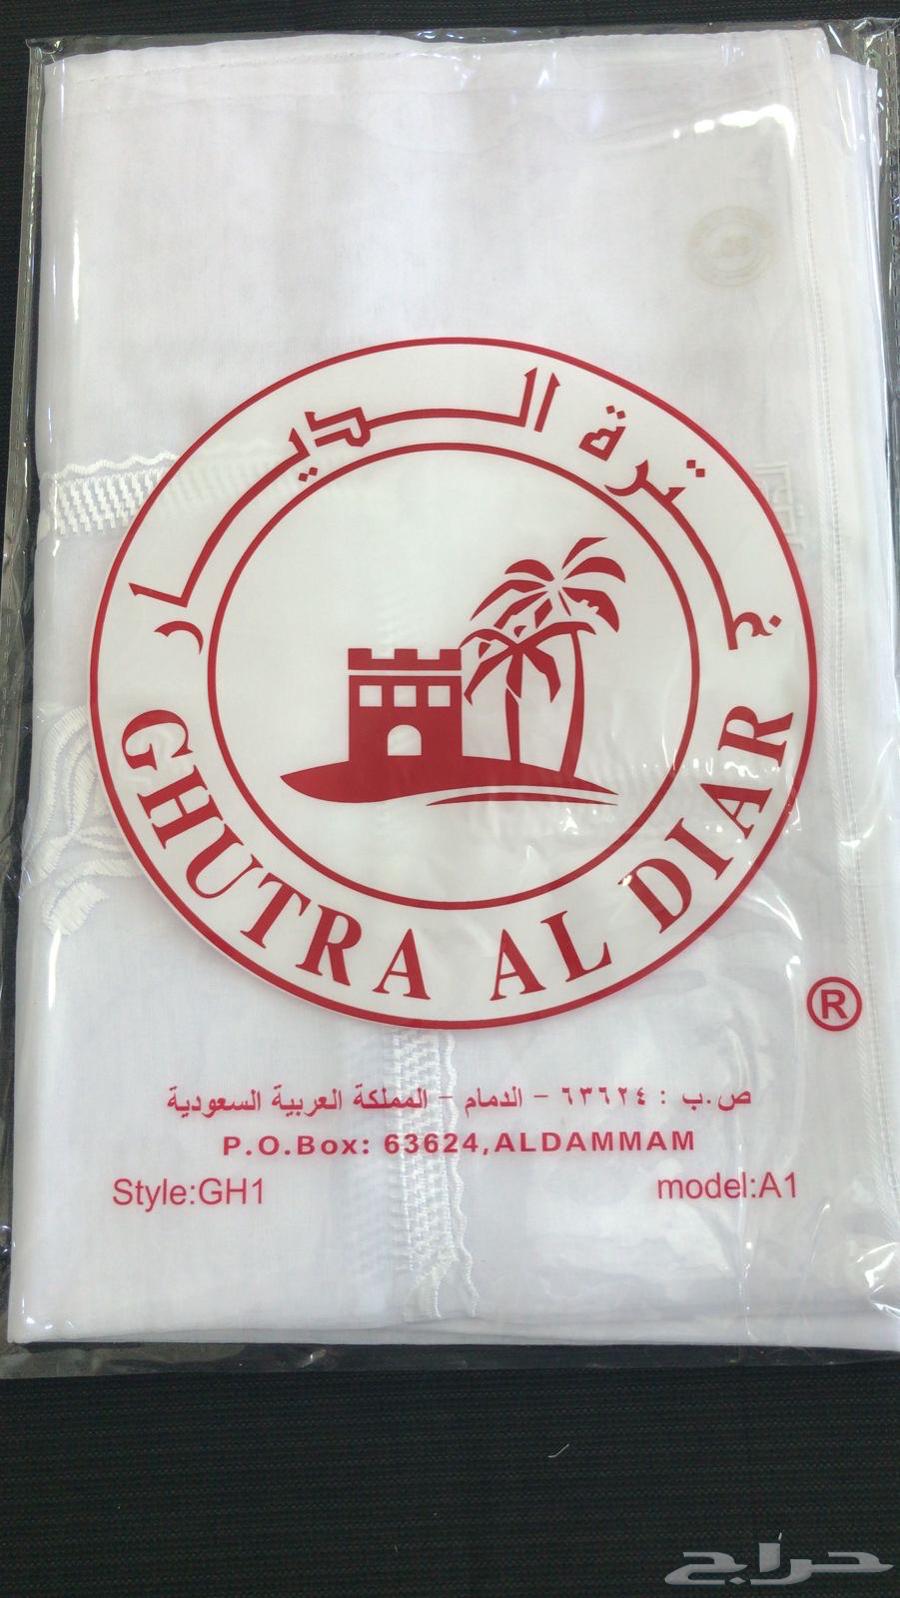 غترة الديار
GHUTRA AL DIAR
®
ص.ب : ٦٣٦٢٤ - الدمام - المملكة العربية السعودية
P.O.Box: 63624,ALDAMMAM
Style:GH1
model:A1
حراج